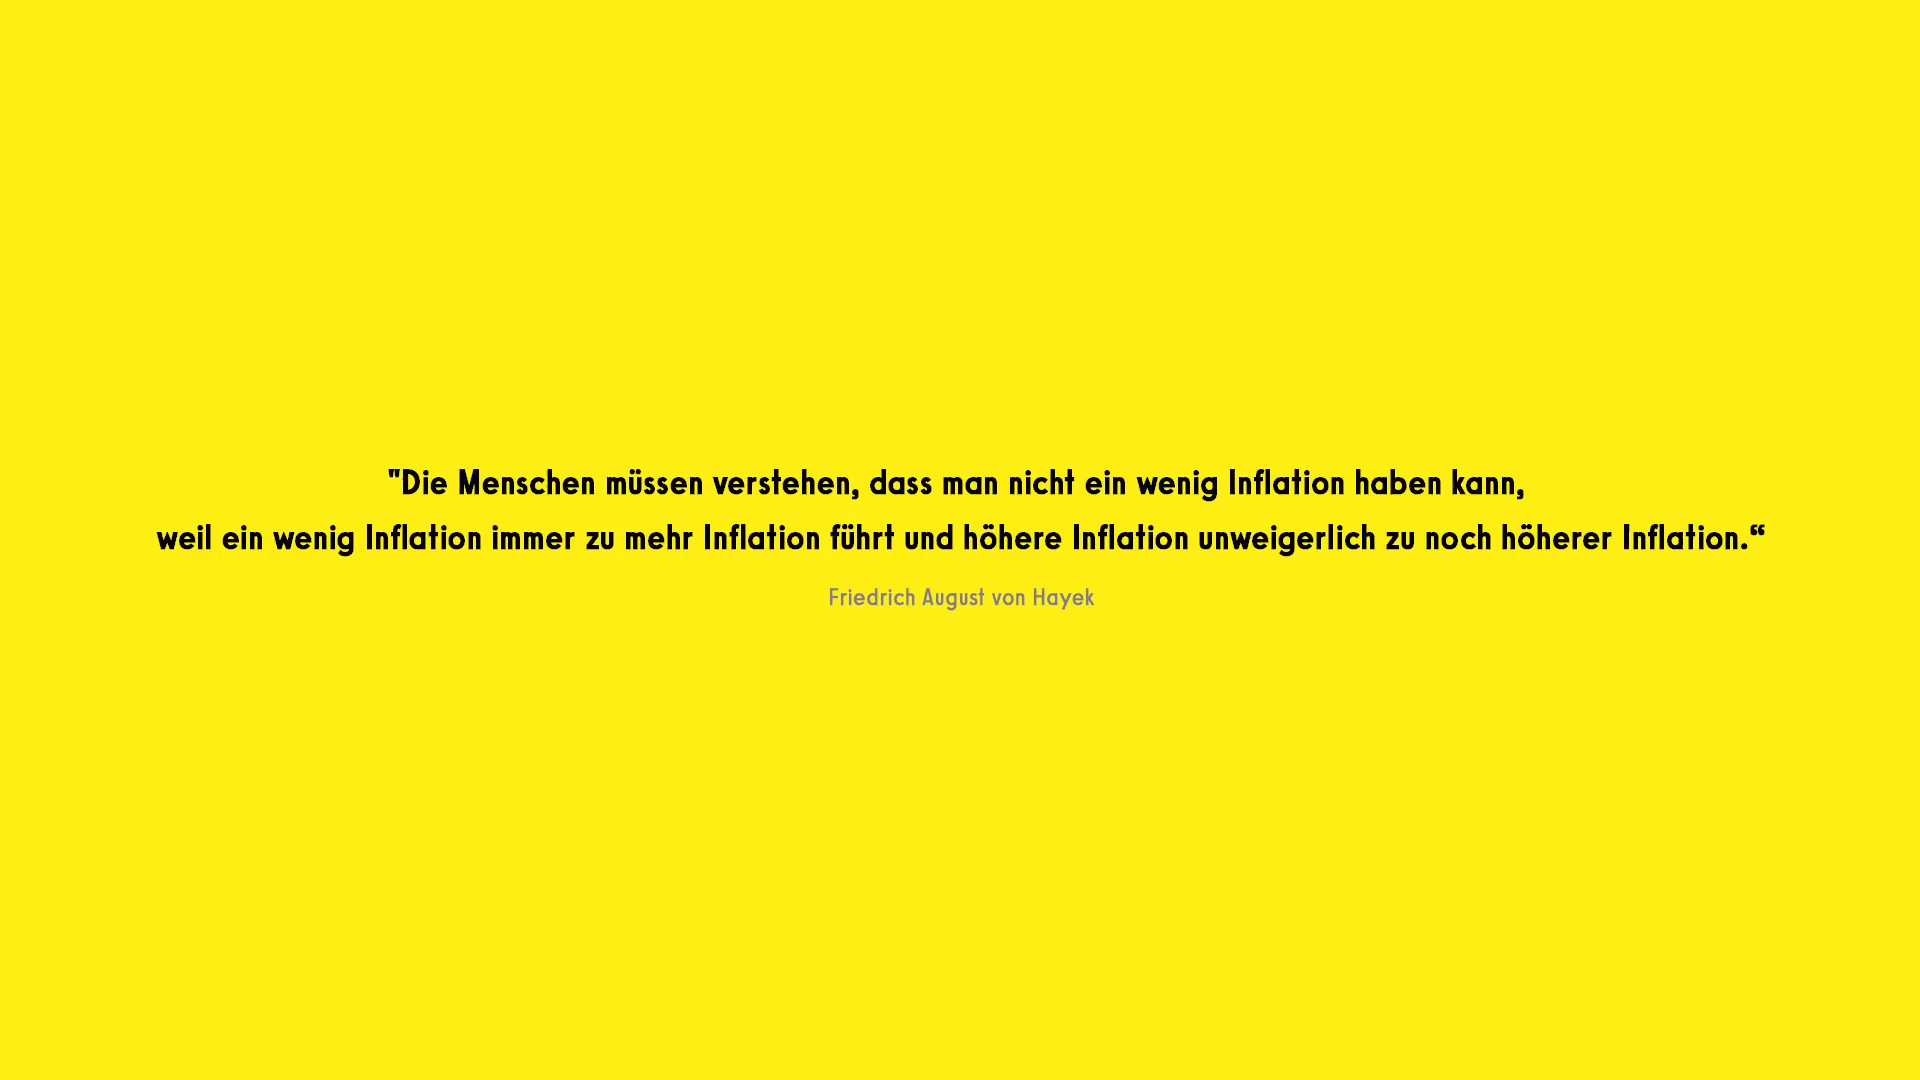 "Die Menschen müssen verstehen, dass man nicht ein wenig Inflation haben kann,
weil ein wenig Inflation immer zu mehr Inflation führt und höhere Inflation unweigerlich zu noch höherer Inflation.“
Friedrich August von Hayek